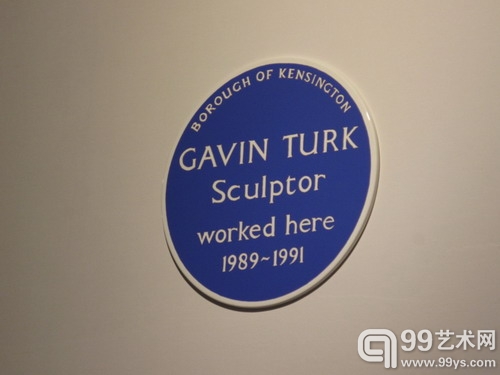 BOROUGH OF KENSINGTON
GAVIN TURK
Sculptor
worked here
1989~1991
99艺术网
www.99ys.com